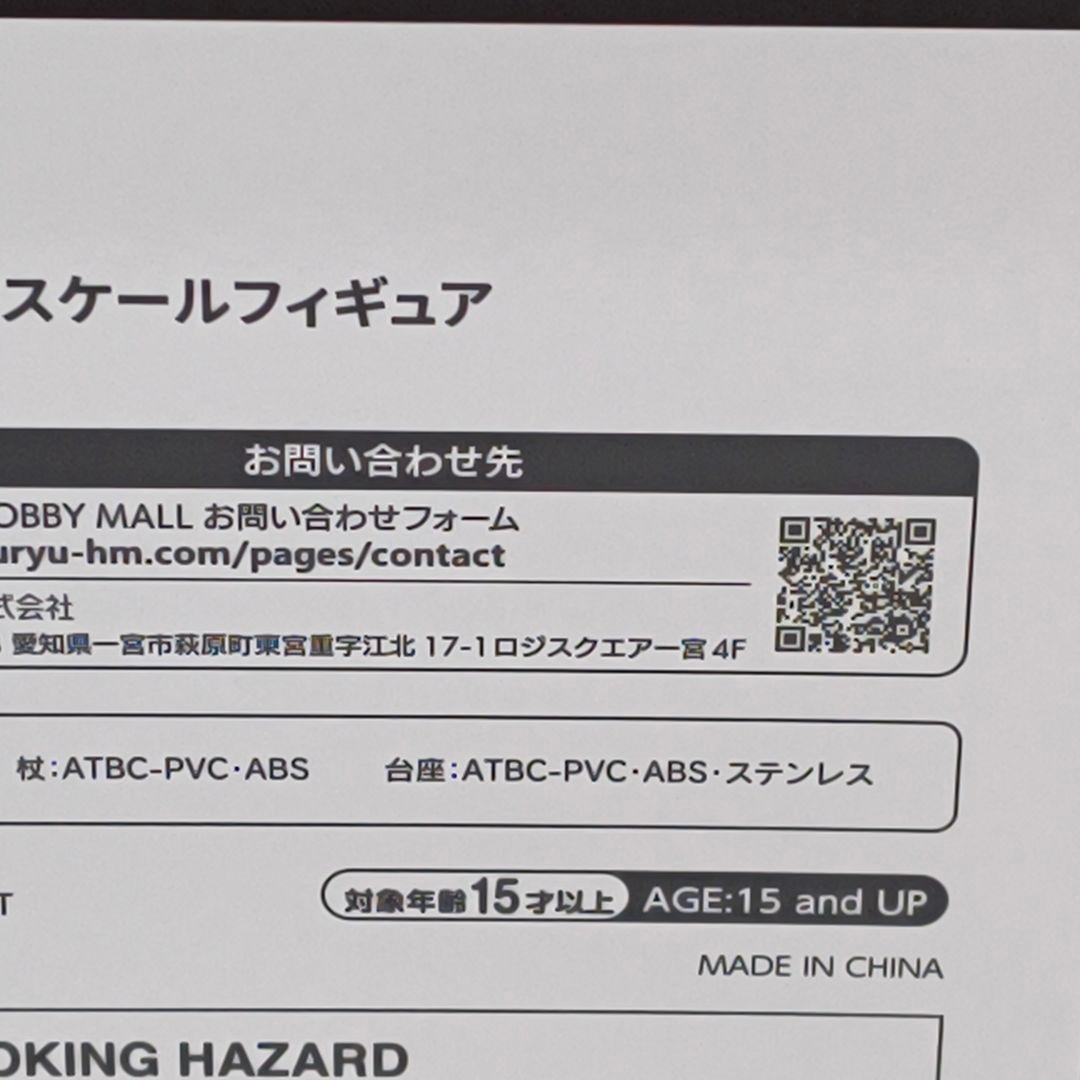 スケールフィギュア
お問い合わせ先
OBBY MALL お問い合わせフォーム
uryu-hm.com/pages/contact
式会社
愛知県一宮市萩原町東宮重字江北 17-1ロジスクエアー宮4F
杖:ATBC-PVC・ABS 台座:ATBC-PVC・ABS・ステンレス
T
対象年齢15才以上 AGE:15 and UP
MADE IN CHINA
OKING HAZARD